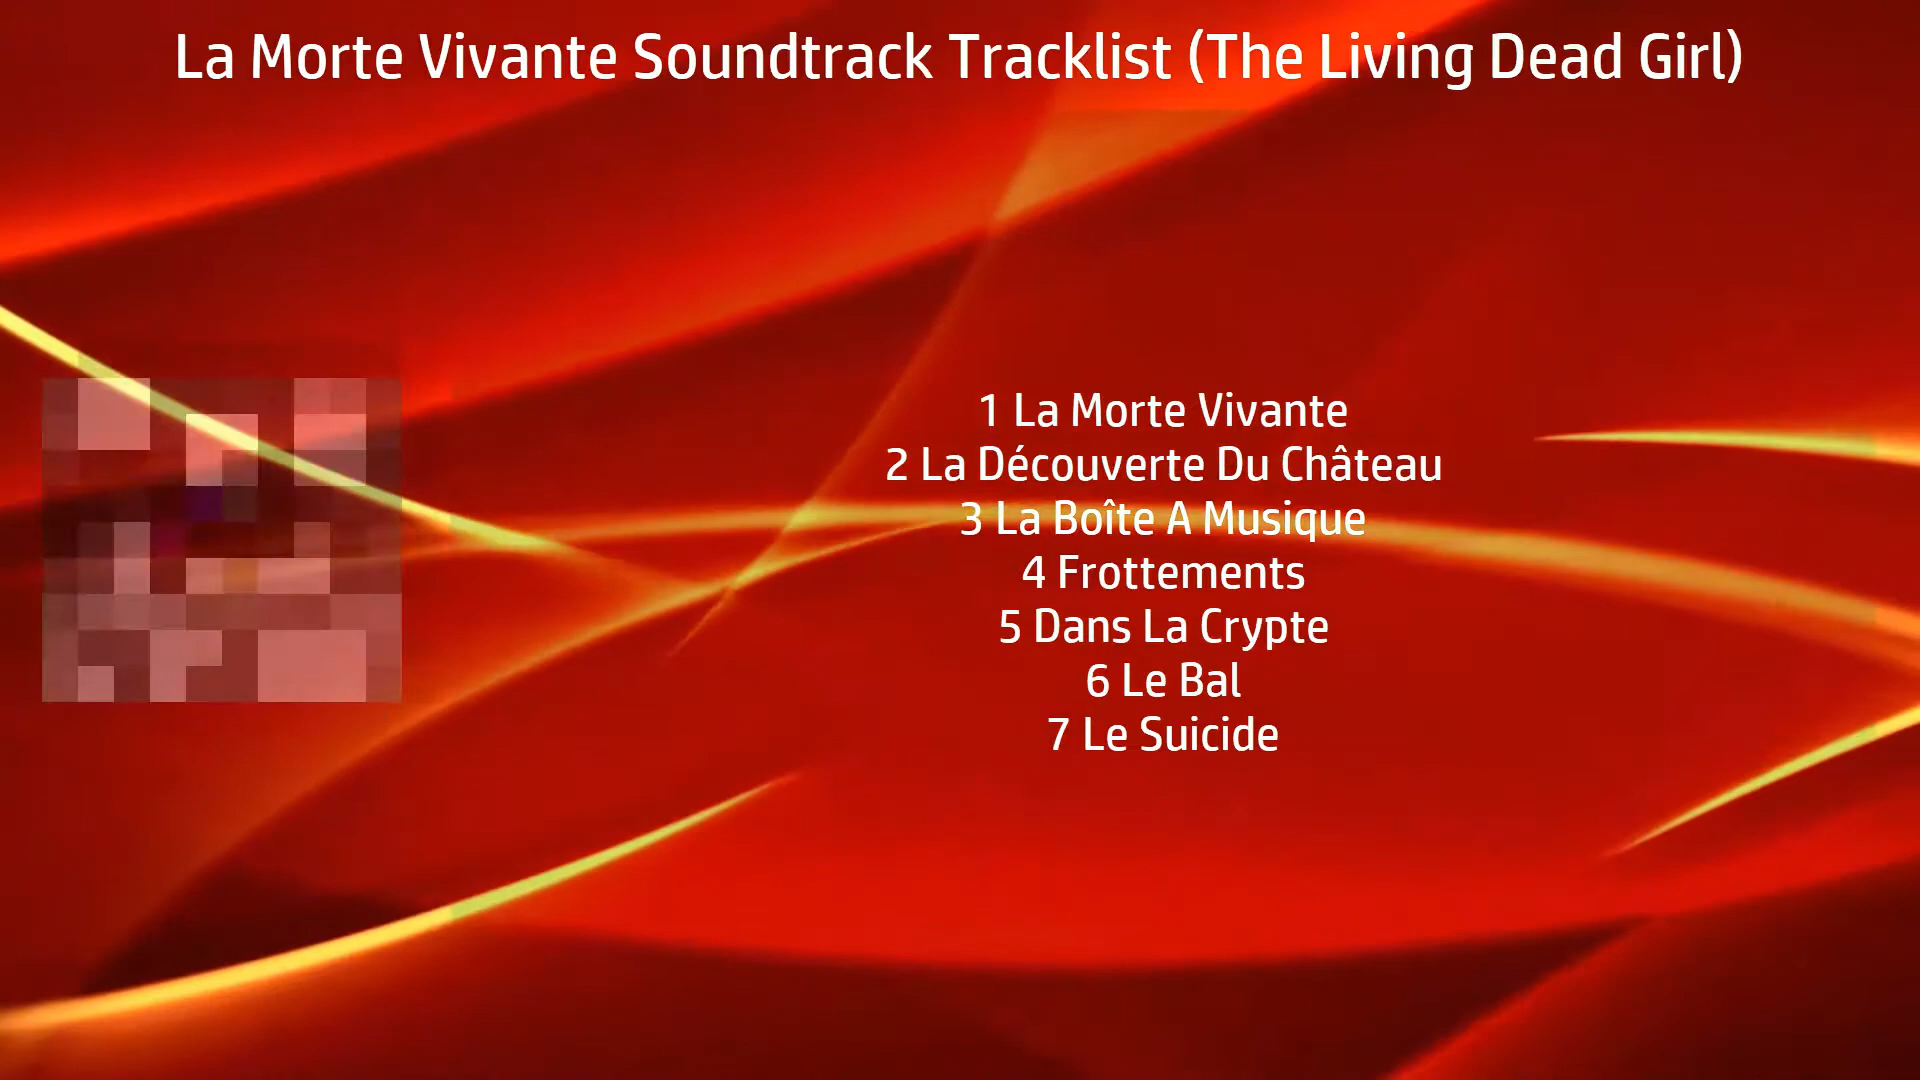 La Morte Vivante Soundtrack Tracklist (The Living Dead Girl)
1 La Morte Vivante
2 La Découverte Du Château
3 La Boîte A Musique
4 Frottements
5 Dans La Crypte
6 Le Bal
7 Le Suicide